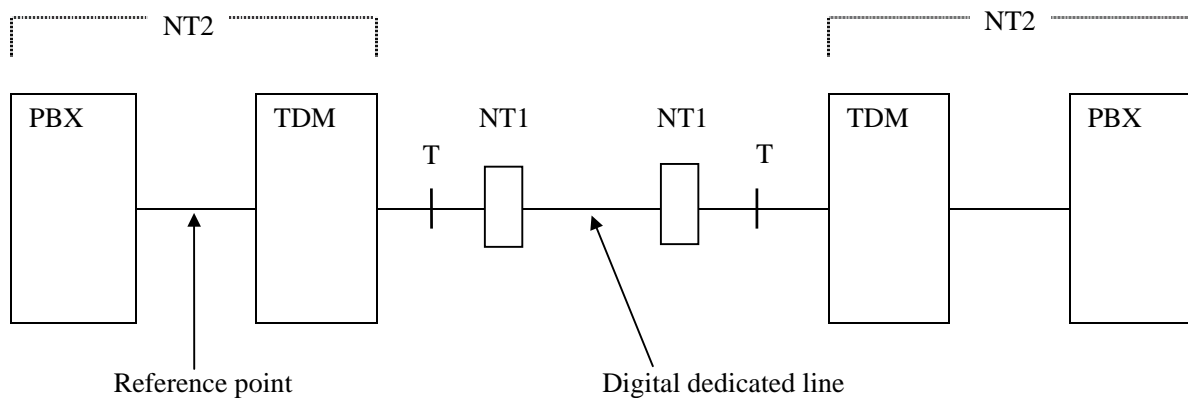 NT2 NT2
PBX TDM NT1 NT1 TDM PBX
T T
Reference point Digital dedicated line